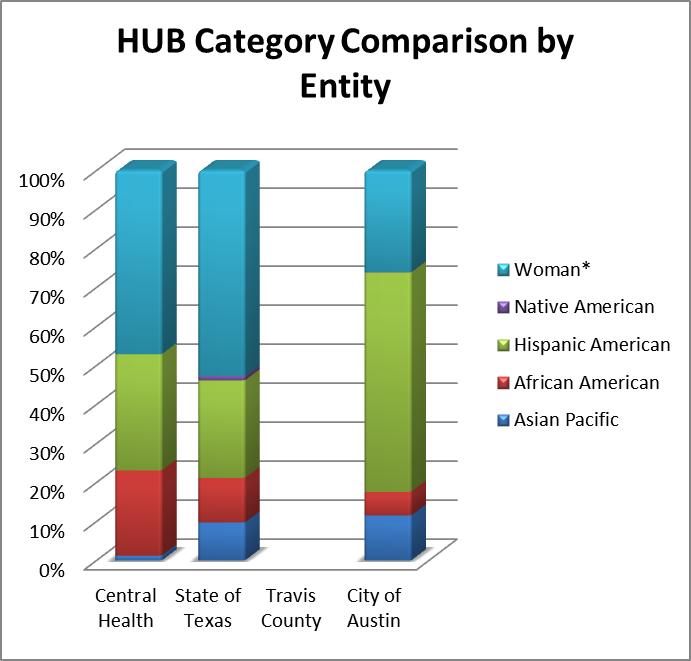 HUB Category Comparison by
Entity
100%
90%
80%
70%
60%
50%
40%
30%
20%
10%
0%
Central
Health
State of
Texas
Travis
County
City of
Austin
Woman*
Native American
Hispanic American
African American
Asian Pacific